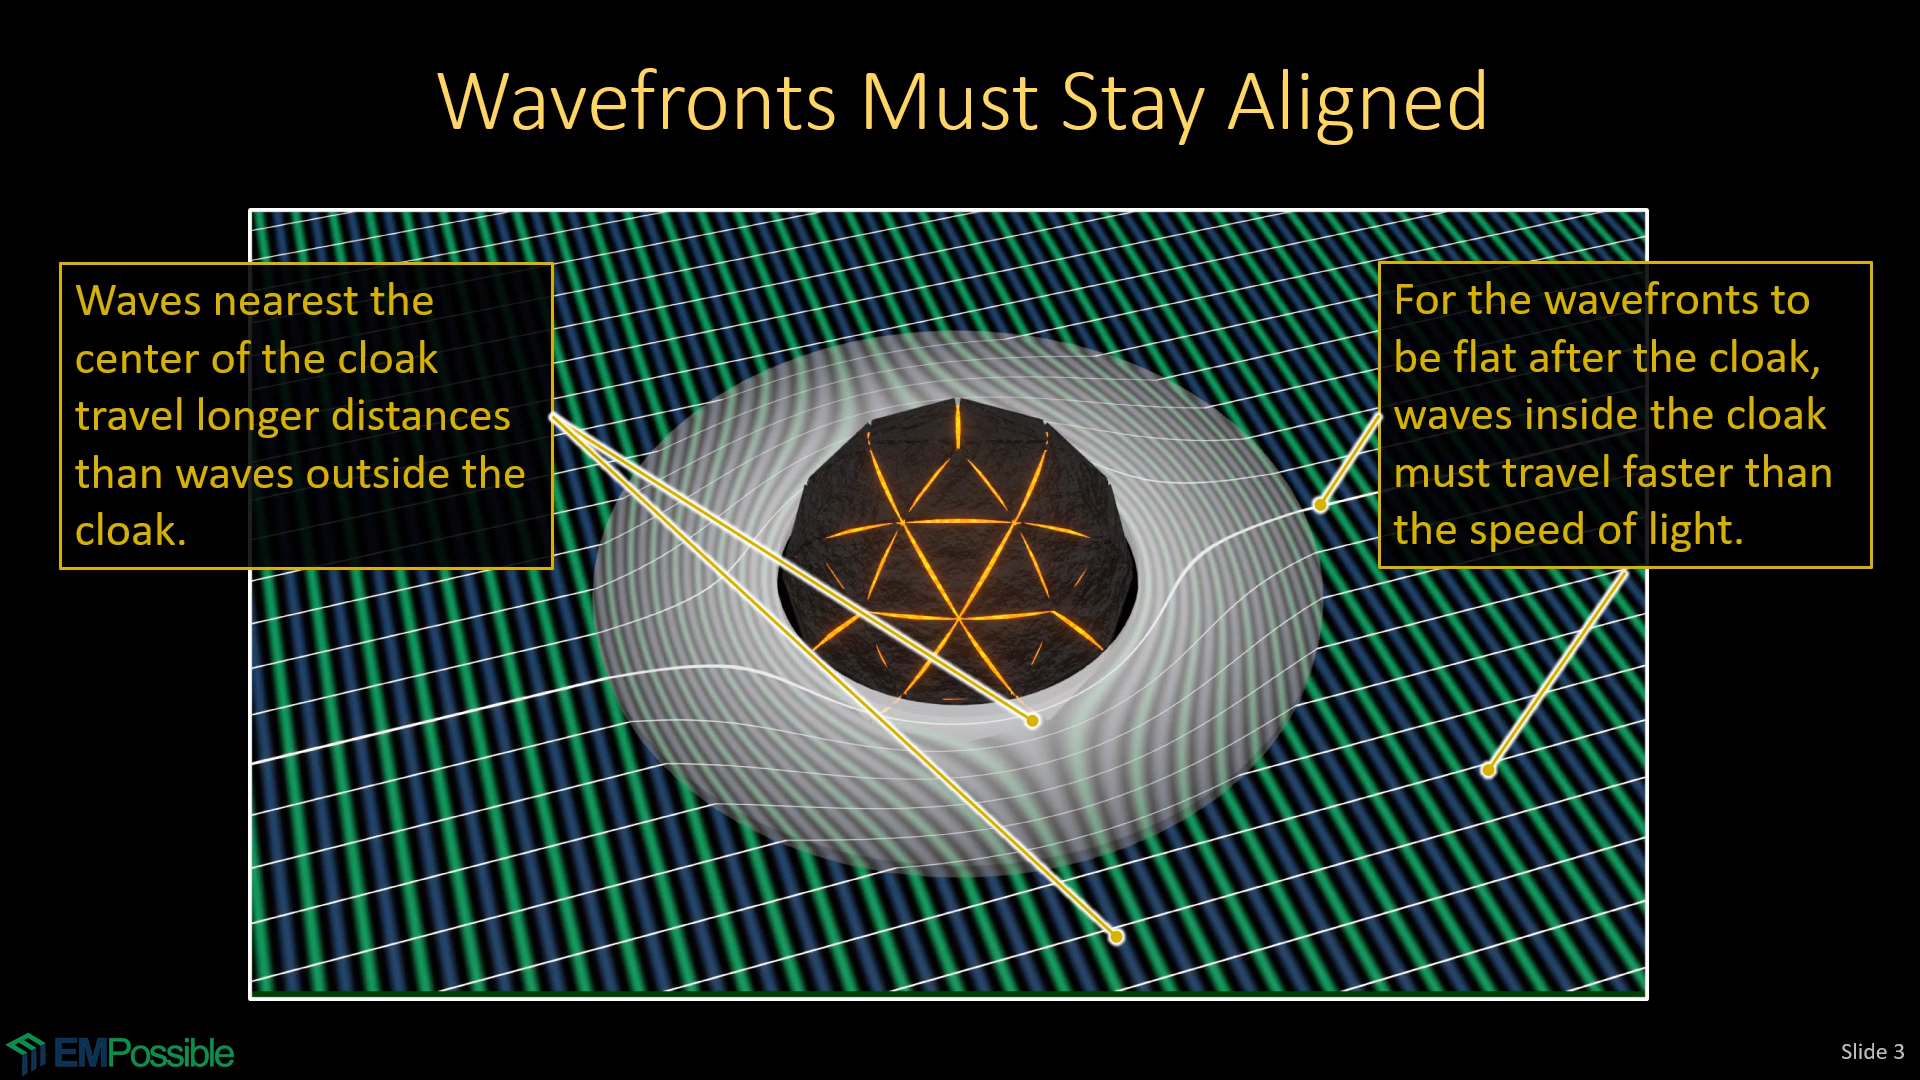 Wavefronts Must Stay Aligned
Waves nearest the
center of the cloak
travel longer distances
than waves outside the
cloak.
For the wavefronts to
be flat after the cloak,
waves inside the cloak
must travel faster than
the speed of light.
EMPossible
Slide 3